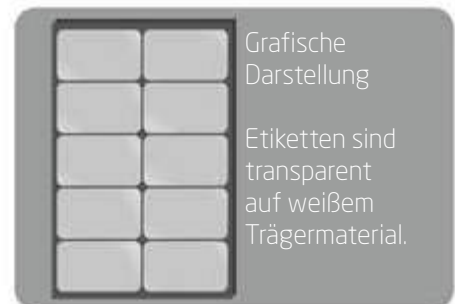 Grafische
Darstellung
Etiketten sind
transparent
auf weißem
Trägermaterial.